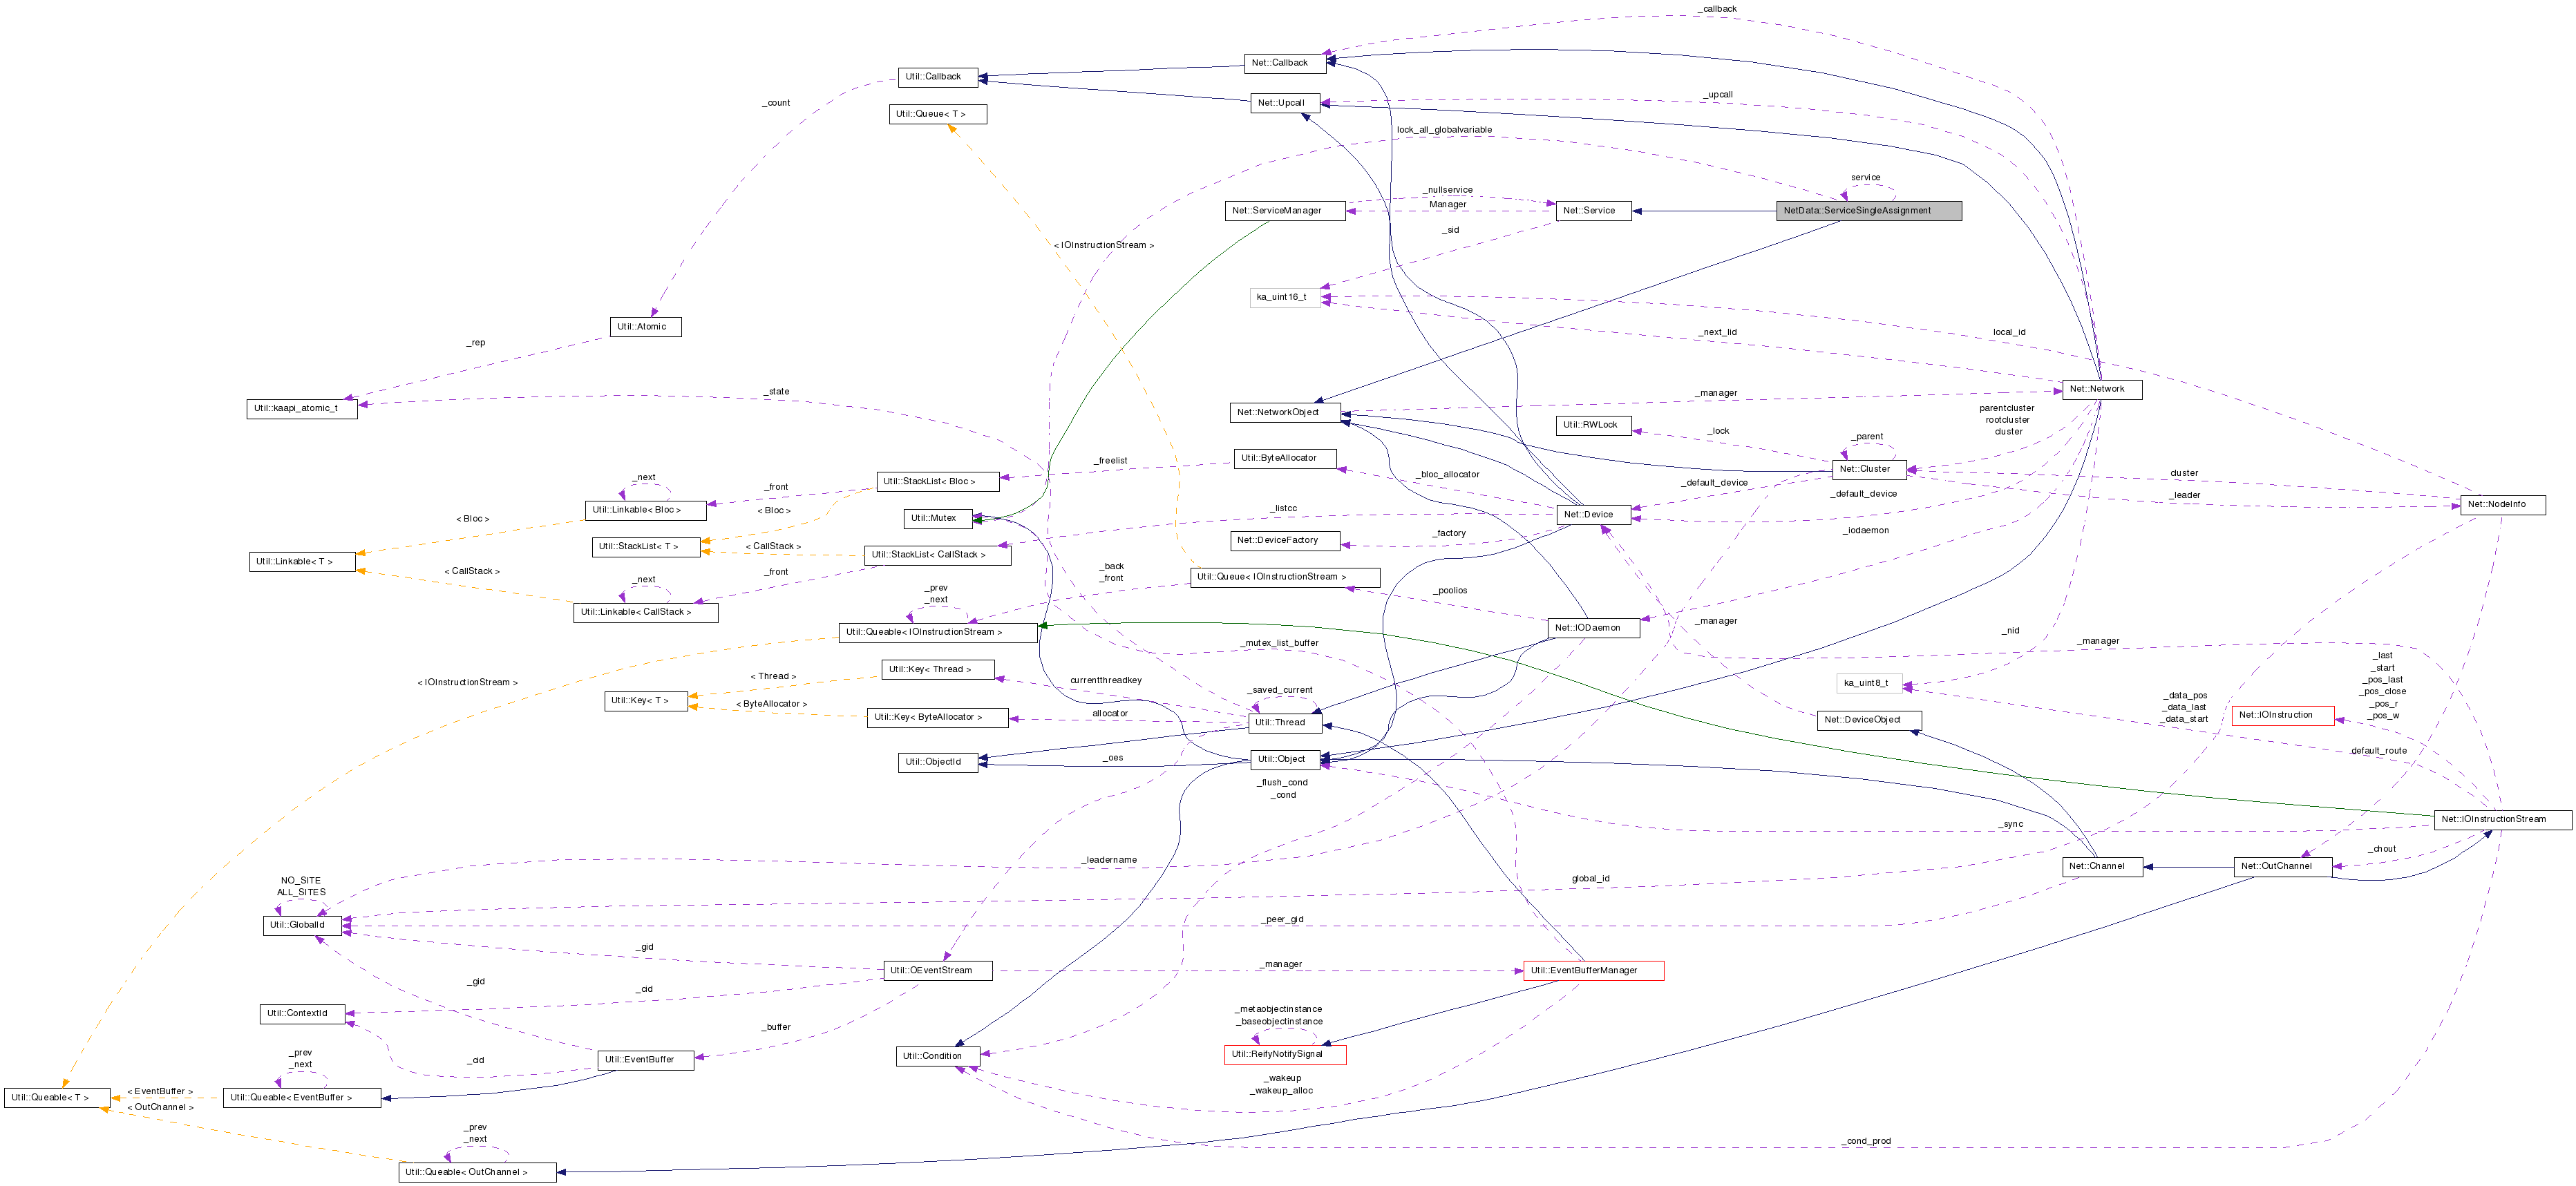 _callback
Net::Callback
Util::Callback
_upcall
Net::Upcall
_count
Util::Queue< T >
lock_all_globalvariable
service
_nullservice
Net::ServiceManager
Manager
Net::Service
NetData::ServiceSingleAssignment
_sid
< IOInstructionStream >
ka_uint16_t
Util::Atomic
_next_lid
local_id
_rep
_state
_manager
Net::Network
Util::kaapi_atomic_t
Net::NetworkObject
parentcluster
rootcluster
cluster
Util::RWLock
_lock
_parent
_freelist
Util::ByteAllocator
_bloc_allocator
Net::Cluster
cluster
_next
_front
Util::StackList< Bloc >
_default_device
_default_device
_leader
Util::Linkable< Bloc >
< Bloc >
Net::NodeInfo
< Bloc >
Util::Mutex
_listcc
Net::Device
Util::StackList< T >
< CallStack >
_factory
Net::DeviceFactory
_iodaemon
Util::Linkable< T >
Util::StackList< CallStack >
< CallStack >
_next
_front
_back
_front
Util::Queue< IOInstructionStream >
_poolios
Util::Linkable< CallStack >
_prev
_next
Util::Queable< IOInstructionStream >
_mutex_list_buffer
Net::IODaemon
_manager
_nid
_manager
Util::Key< Thread >
< Thread >
currentthreadkey
< IOInstructionStream >
_saved_current
ka_uint8_t
_last
_start
_pos_last
_pos_close
_pos_r
_pos_w
_data_pos
_data_last
_data_start
Util::Key< T >
< ByteAllocator >
Util::Key< ByteAllocator >
allocator
Util::Thread
Net::DeviceObject
Net::IOInstruction
default_route
Util::ObjectId
_oes
Util::Object
_flush_cond
_cond
_sync
Net::IOInstructionStream
_chout
_leadername
Net::Channel
Net::OutChannel
NO_SITE
ALL_SITES
global_id
Util::GlobalId
_peer_gid
_gid
_manager
Util::OEventStream
Util::EventBufferManager
_gid
_cid
Util::ContextId
_buffer
_metaobjectinstance
_baseobjectinstance
_cid
Util::EventBuffer
Util::Condition
Util::ReifyNotifySignal
_prev
_next
_wakeup
_wakeup_alloc
Util::Queable< T >
< EventBuffer >
Util::Queable< EventBuffer >
< OutChannel >
_prev
_next
_cond_prod
Util::Queable< OutChannel >